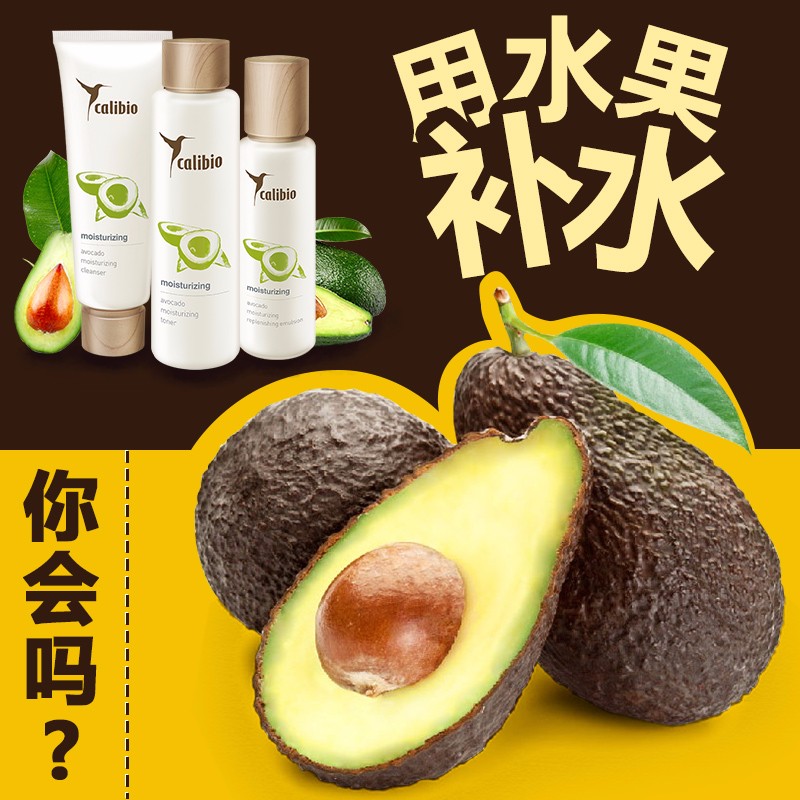 用水果
补水
calibio
moisturizing
avocado
moisturizing
cleanser
calibio
moisturizing
avocado
moisturizing
toner
calibio
moisturizing
avocado
moisturizing
replenishing emulsion
你会吗?